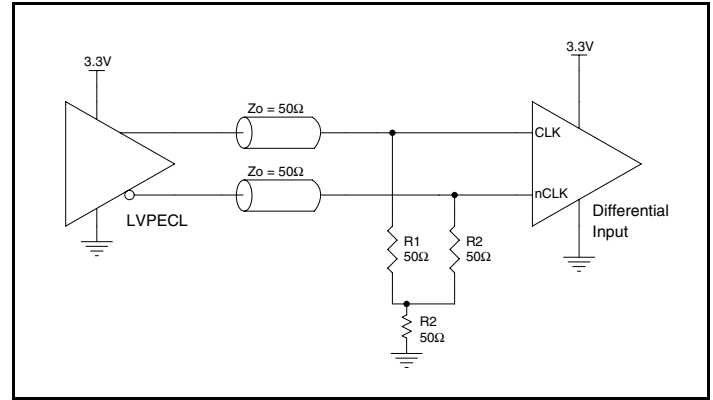 3.3V
3.3V
Zo = 50Ω
CLK
Zo = 50Ω
nCLK
LVPECL
Differential
Input
R1
50Ω
R2
50Ω
R2
50Ω